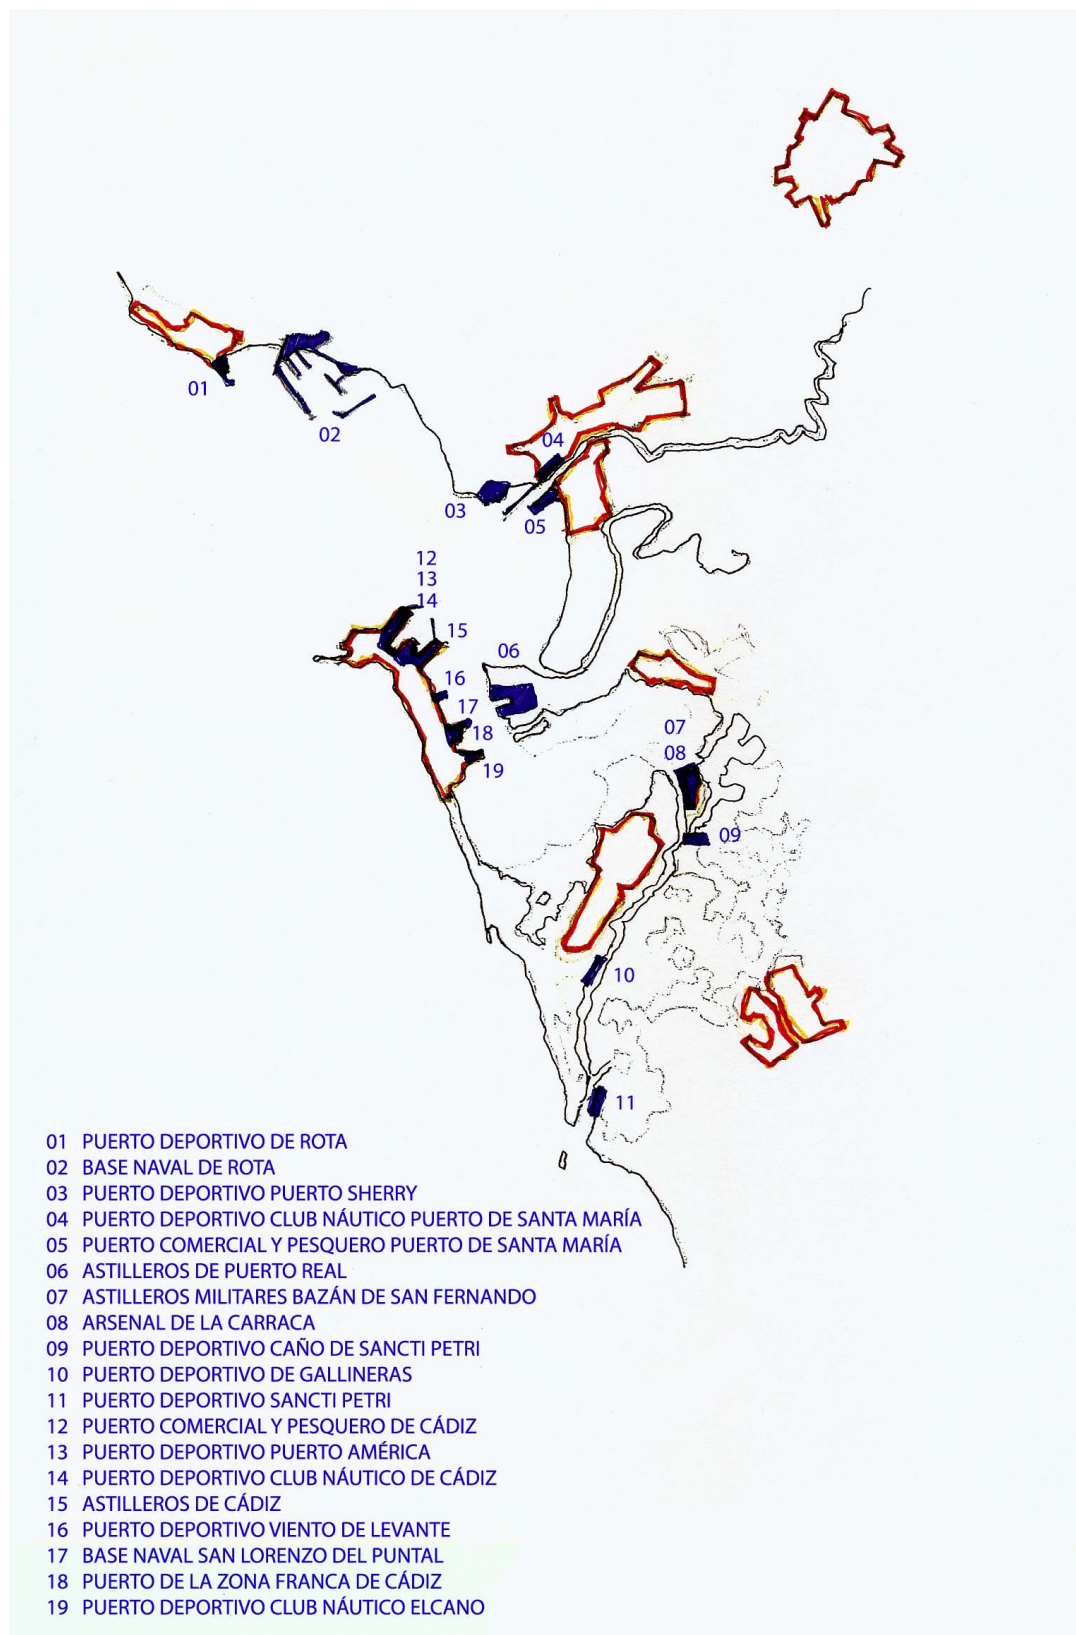 01
02
04
03
05
12
13
14
15
06
16
17
07
18
08
19
09
10
11
01 PUERTO DEPORTIVO DE ROTA
02 BASE NAVAL DE ROTA
03 PUERTO DEPORTIVO PUERTO SHERRY
04 PUERTO DEPORTIVO CLUB NÁUTICO PUERTO DE SANTA MARÍA
05 PUERTO COMERCIAL Y PESQUERO PUERTO DE SANTA MARÍA
06 ASTILLEROS DE PUERTO REAL
07 ASTILLEROS MILITARES BAZÁN DE SAN FERNANDO
08 ARSENAL DE LA CARRACA
09 PUERTO DEPORTIVO CAÑO DE SANCTI PETRI
10 PUERTO DEPORTIVO DE GALLINERAS
11 PUERTO DEPORTIVO SANCTI PETRI
12 PUERTO COMERCIAL Y PESQUERO DE CÁDIZ
13 PUERTO DEPORTIVO PUERTO AMÉRICA
14 PUERTO DEPORTIVO CLUB NÁUTICO DE CÁDIZ
15 ASTILLEROS DE CÁDIZ
16 PUERTO DEPORTIVO VIENTO DE LEVANTE
17 BASE NAVAL SAN LORENZO DEL PUNTAL
18 PUERTO DE LA ZONA FRANCA DE CÁDIZ
19 PUERTO DEPORTIVO CLUB NÁUTICO ELCANO